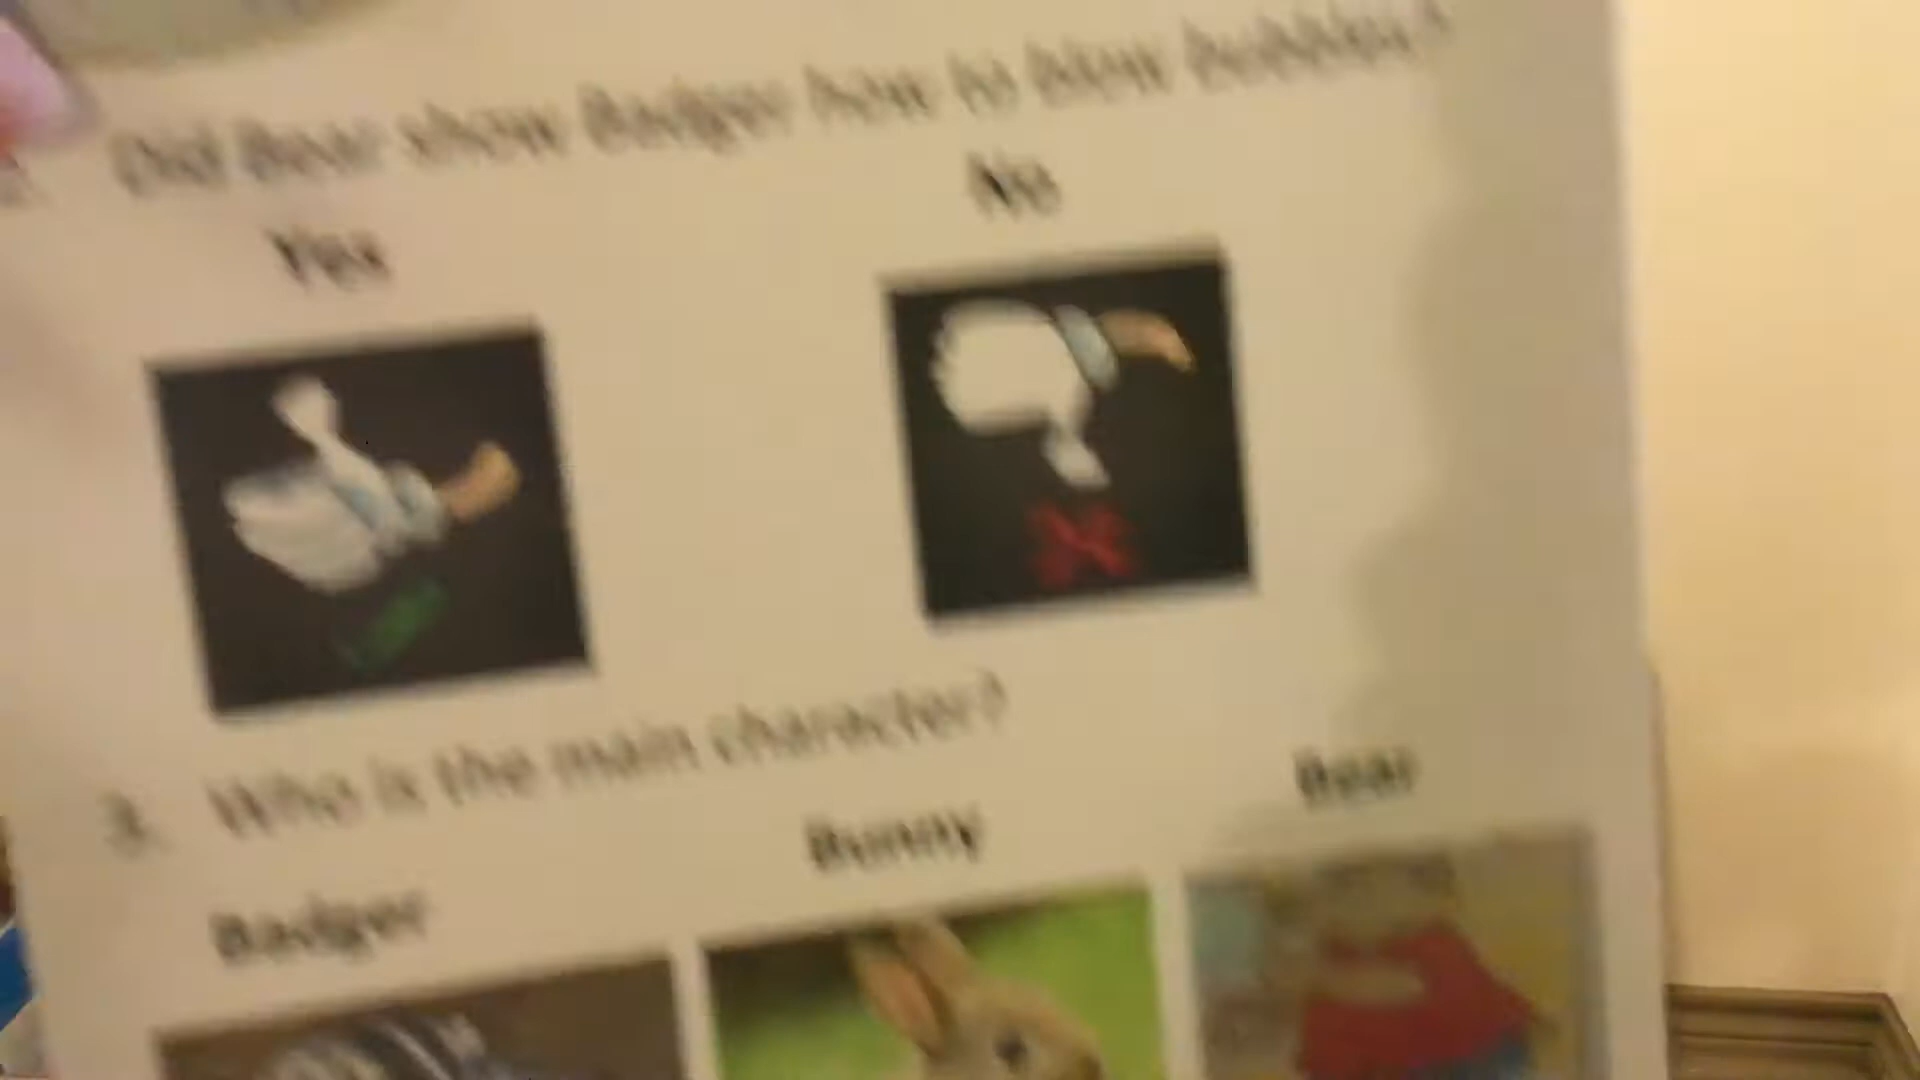 2. Did Bear show Badger how to blow bubbles?
Yes
No
3. Who is the main character?
Badger
Bunny
Bear